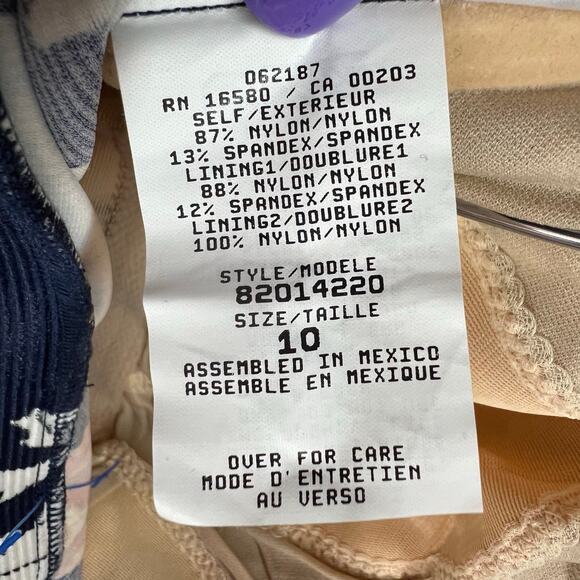 062187
RN 16580 / CA 00203
SELF/EXTERIEUR
87% NYLON/NYLON
13% SPANDEX/SPANDEX
LINING1/DOUBLURE1
88% NYLON/NYLON
12% SPANDEX/SPANDEX
LINING2/DOUBLURE2
100% NYLON/NYLON
STYLE/MODELE
82014220
SIZE/TAILLE
10
ASSEMBLED IN MEXICO
ASSEMBLE EN MEXIQUE
OVER FOR CARE
MODE D'ENTRETIEN
AU VERSO